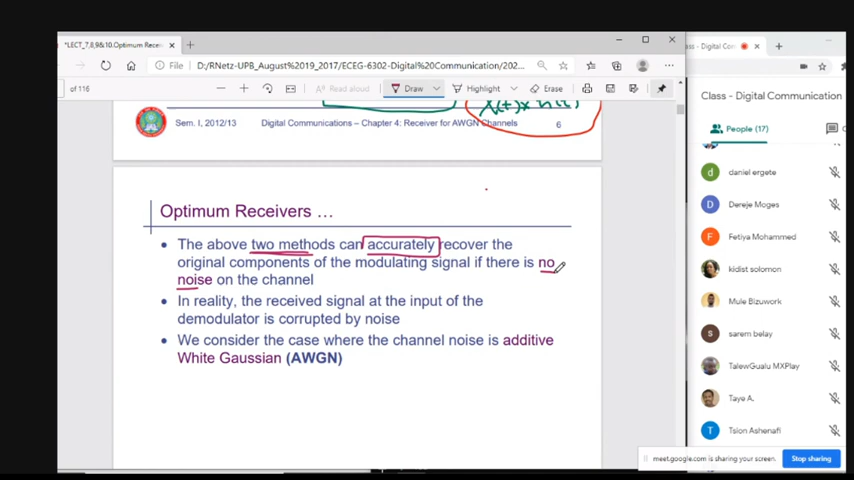 *LECT_7,8,9&10.Optimum Recei
ass - Digital Com
File
D:/RNetz-UPB_August%2019_2017/ECEG-6302-Digital%20Communication/202...
of 116
Read aloud
Draw
Highlight
Erase
Class - Digital Communication
People (17)
Sem. I, 2012/13
Digital Communications – Chapter 4: Receiver for AWGN Channels
6
daniel ergete
Dereje Moges
Fetiya Mohammed
kidist solomon
Mule Bizuwork
sarem belay
TalewGualu MXPlay
Taye A.
Tsion Ashenafi
Optimum Receivers …
The above two methods can accurately recover the
original components of the modulating signal if there is no
noise on the channel
In reality, the received signal at the input of the
demodulator is corrupted by noise
We consider the case where the channel noise is additive
White Gaussian (AWGN)
meet.google.com is sharing your screen.
Stop sharing